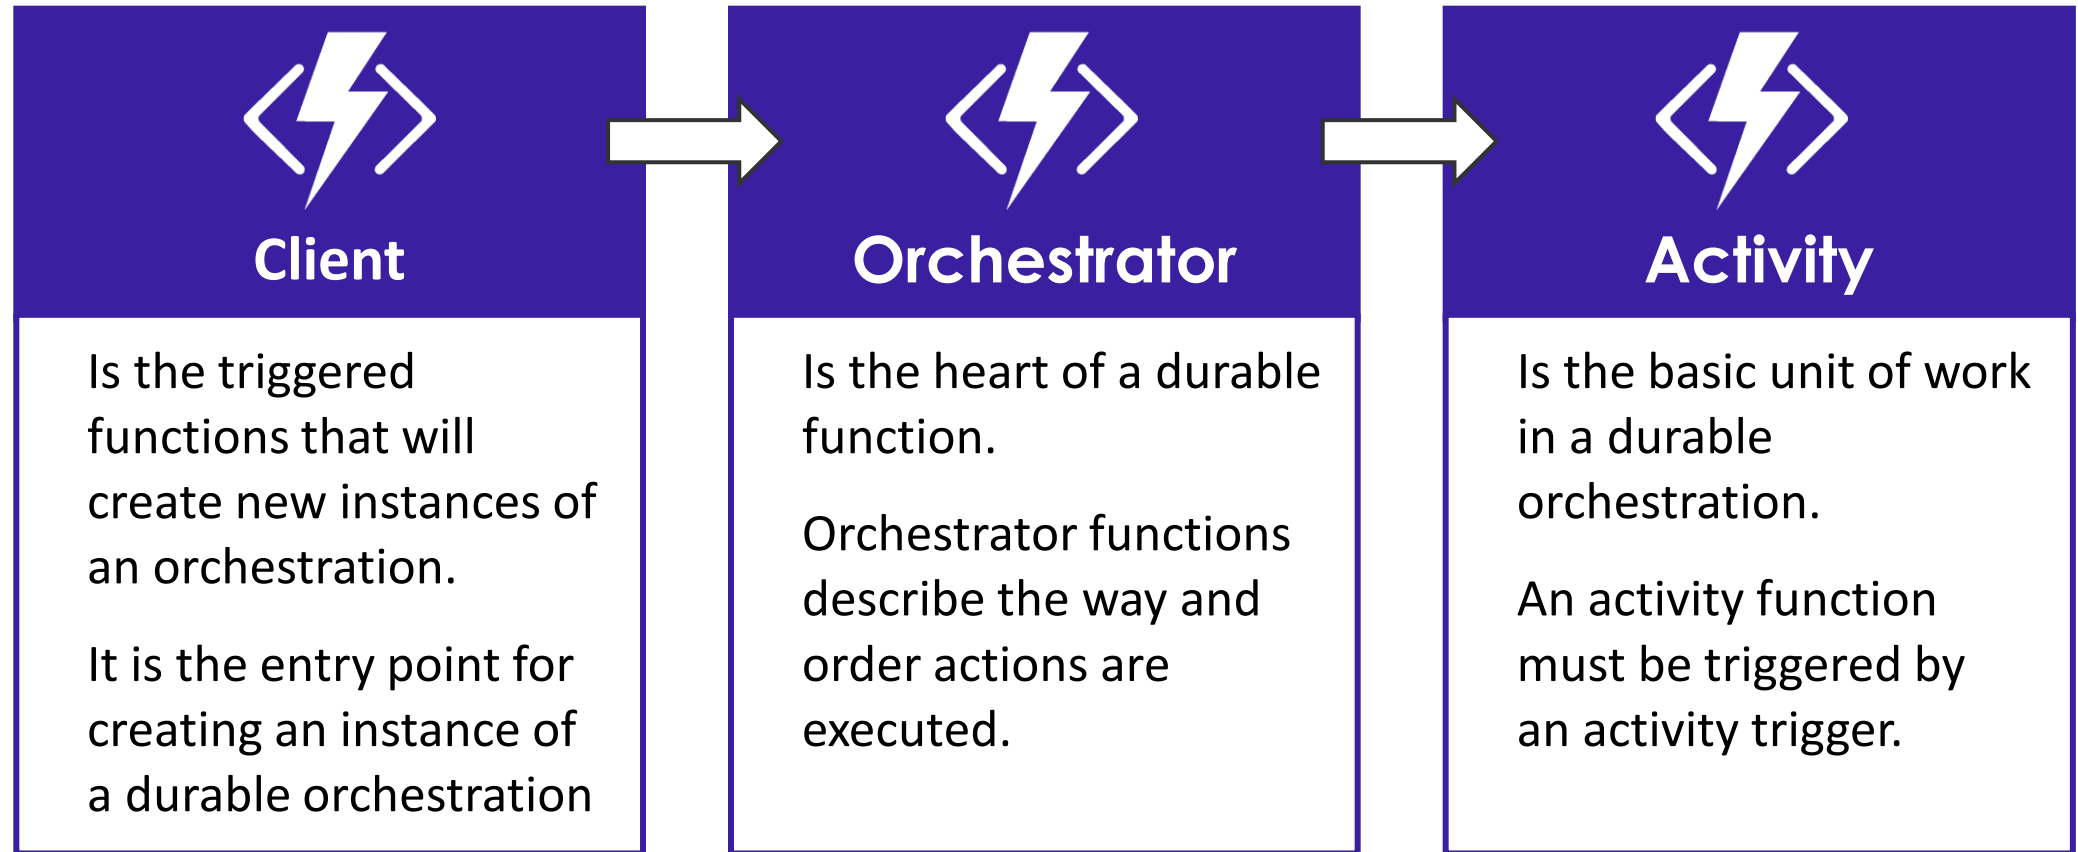 Client
Is the triggered
functions that will
create new instances of
an orchestration.
It is the entry point for
creating an instance of
a durable orchestration
Orchestrator
Is the heart of a durable
function.
Orchestrator functions
describe the way and
order actions are
executed.
Activity
Is the basic unit of work
in a durable
orchestration.
An activity function
must be triggered by
an activity trigger.